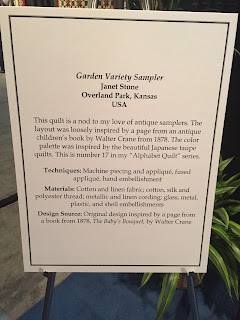 Garden Variety Sampler
Janet Stone
Overland Park, Kansas
USA
This quilt is a nod to my love of antique samplers. The
layout was loosely inspired by a page from an antique
children's book by Walter Crane from 1878. The color
palette was inspired by the beautiful Japanese taupe
quilts. This is number 17 in my "Alphabet Quilt" series.
Techniques: Machine piecing and appliqué, fused
appliqué, hand embellishment
Materials: Cotton and linen fabric; cotton, silk and
polyester thread; metallic and linen cording; glass, metal,
plastic, and shell embellishments
Design Source: Original design inspired by a page from
a book from 1878, The Baby's Bouquet, by Walter Crane